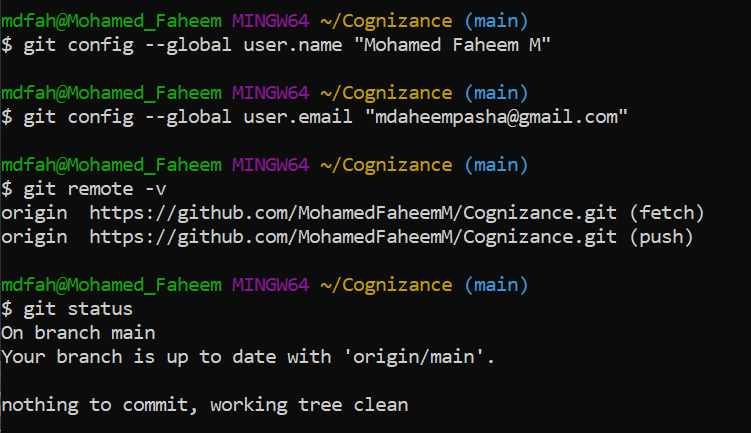 mdfah@Mohamed_Faheem MINGW64 ~/Cognizance (main)
$ git config --global user.name "Mohamed Faheem M"
mdfah@Mohamed_Faheem MINGW64 ~/Cognizance (main)
$ git config --global user.email "mdaheempasha@gmail.com"
mdfah@Mohamed_Faheem MINGW64 ~/Cognizance (main)
$ git remote -v
origin  https://github.com/MohamedFaheemM/Cognizance.git (fetch)
origin  https://github.com/MohamedFaheemM/Cognizance.git (push)
mdfah@Mohamed_Faheem MINGW64 ~/Cognizance (main)
$ git status
On branch main
Your branch is up to date with 'origin/main'.
nothing to commit, working tree clean